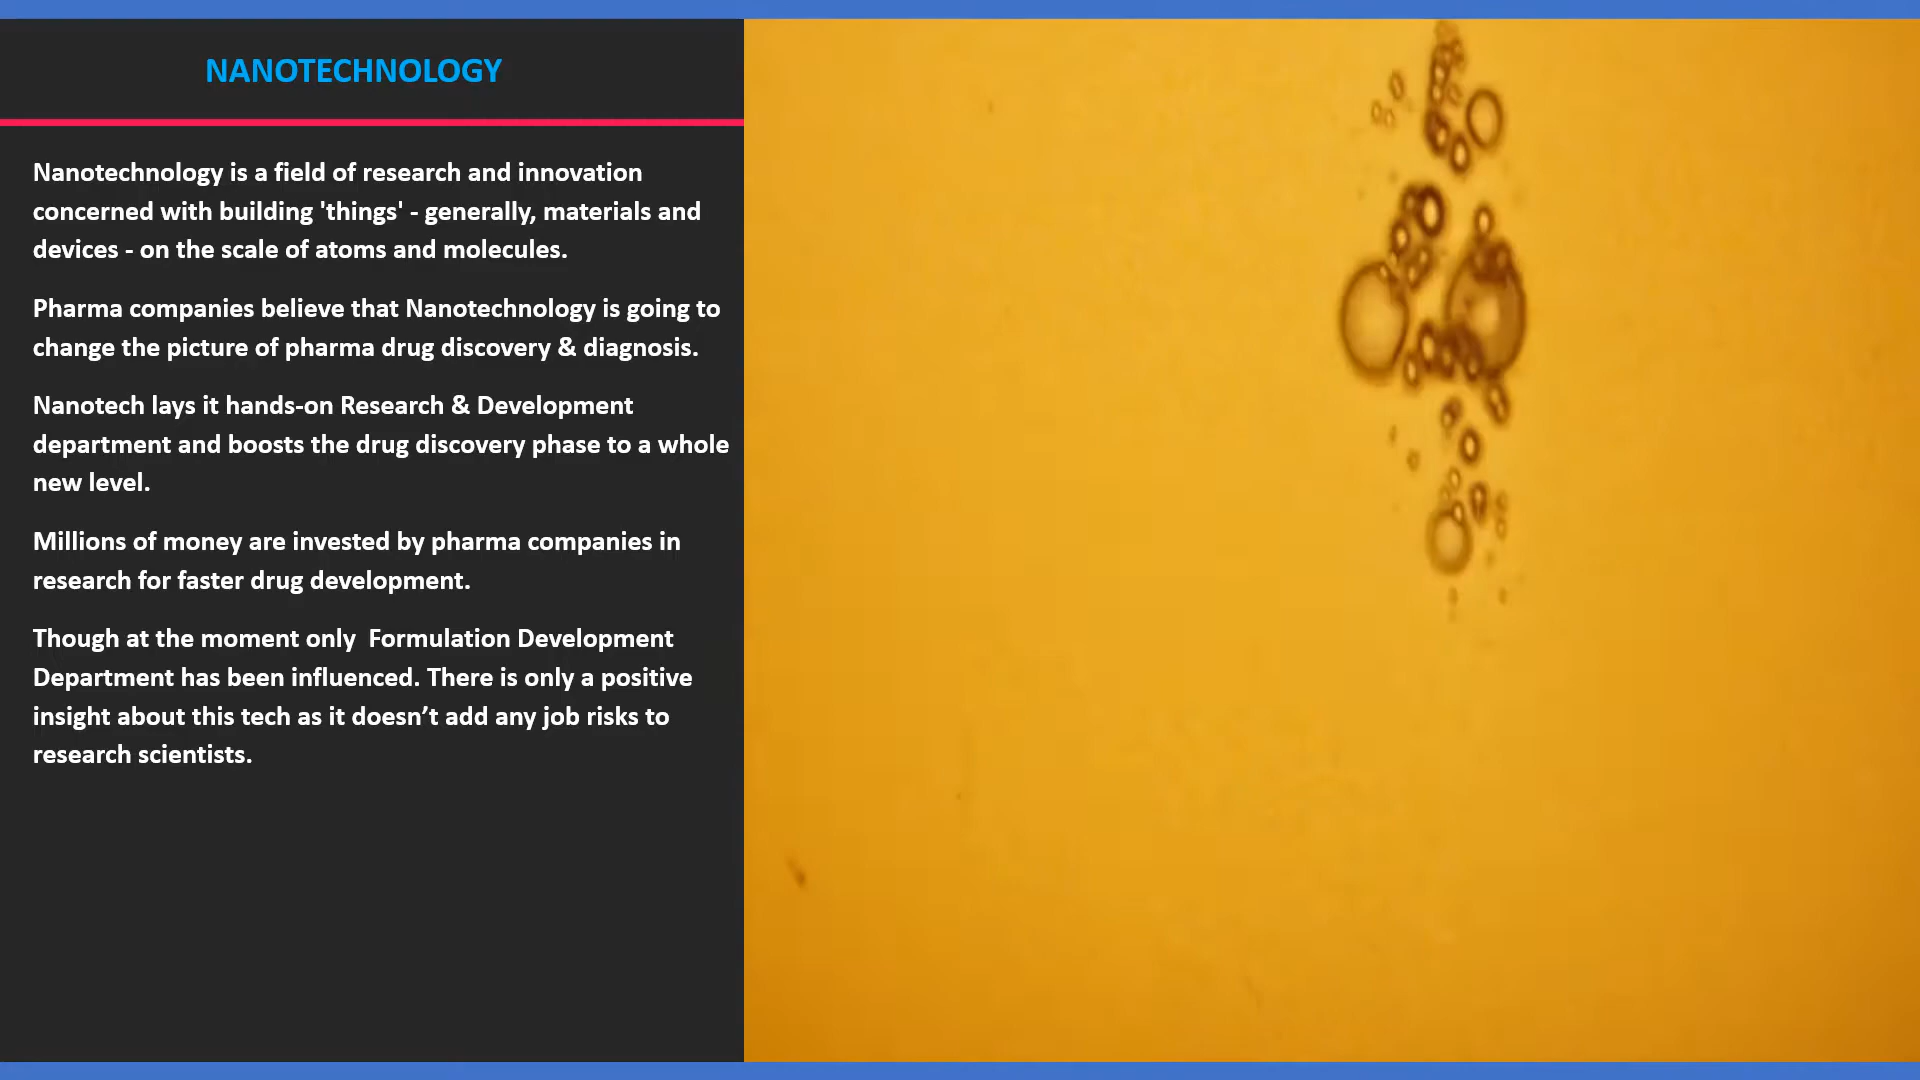 NANOTECHNOLOGY
Nanotechnology is a field of research and innovation
concerned with building 'things' - generally, materials and
devices - on the scale of atoms and molecules.
Pharma companies believe that Nanotechnology is going to
change the picture of pharma drug discovery & diagnosis.
Nanotech lays it hands-on Research & Development
department and boosts the drug discovery phase to a whole
new level.
Millions of money are invested by pharma companies in
research for faster drug development.
Though at the moment only  Formulation Development
Department has been influenced. There is only a positive
insight about this tech as it doesn’t add any job risks to
research scientists.